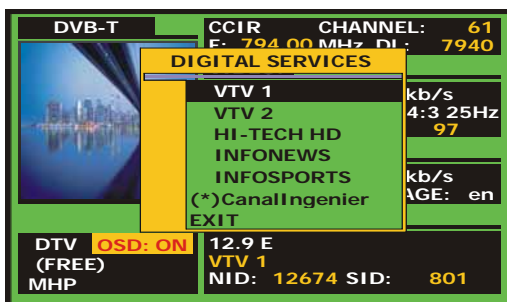 DVB-T
CCIR CHANNEL: 61
F: 794.00 MHz DL: 7940
DIGITAL SERVICES
VTV 1
kb/s
VTV 2
4:3 25Hz
HI-TECH HD
97
INFONEWS
INFOSPORTS
kb/s
(*)CanalIngenier
AGE: en
EXIT
DTV OSD: ON
12.9 E
(FREE)
VTV 1
MHP
NID: 12674 SID: 801